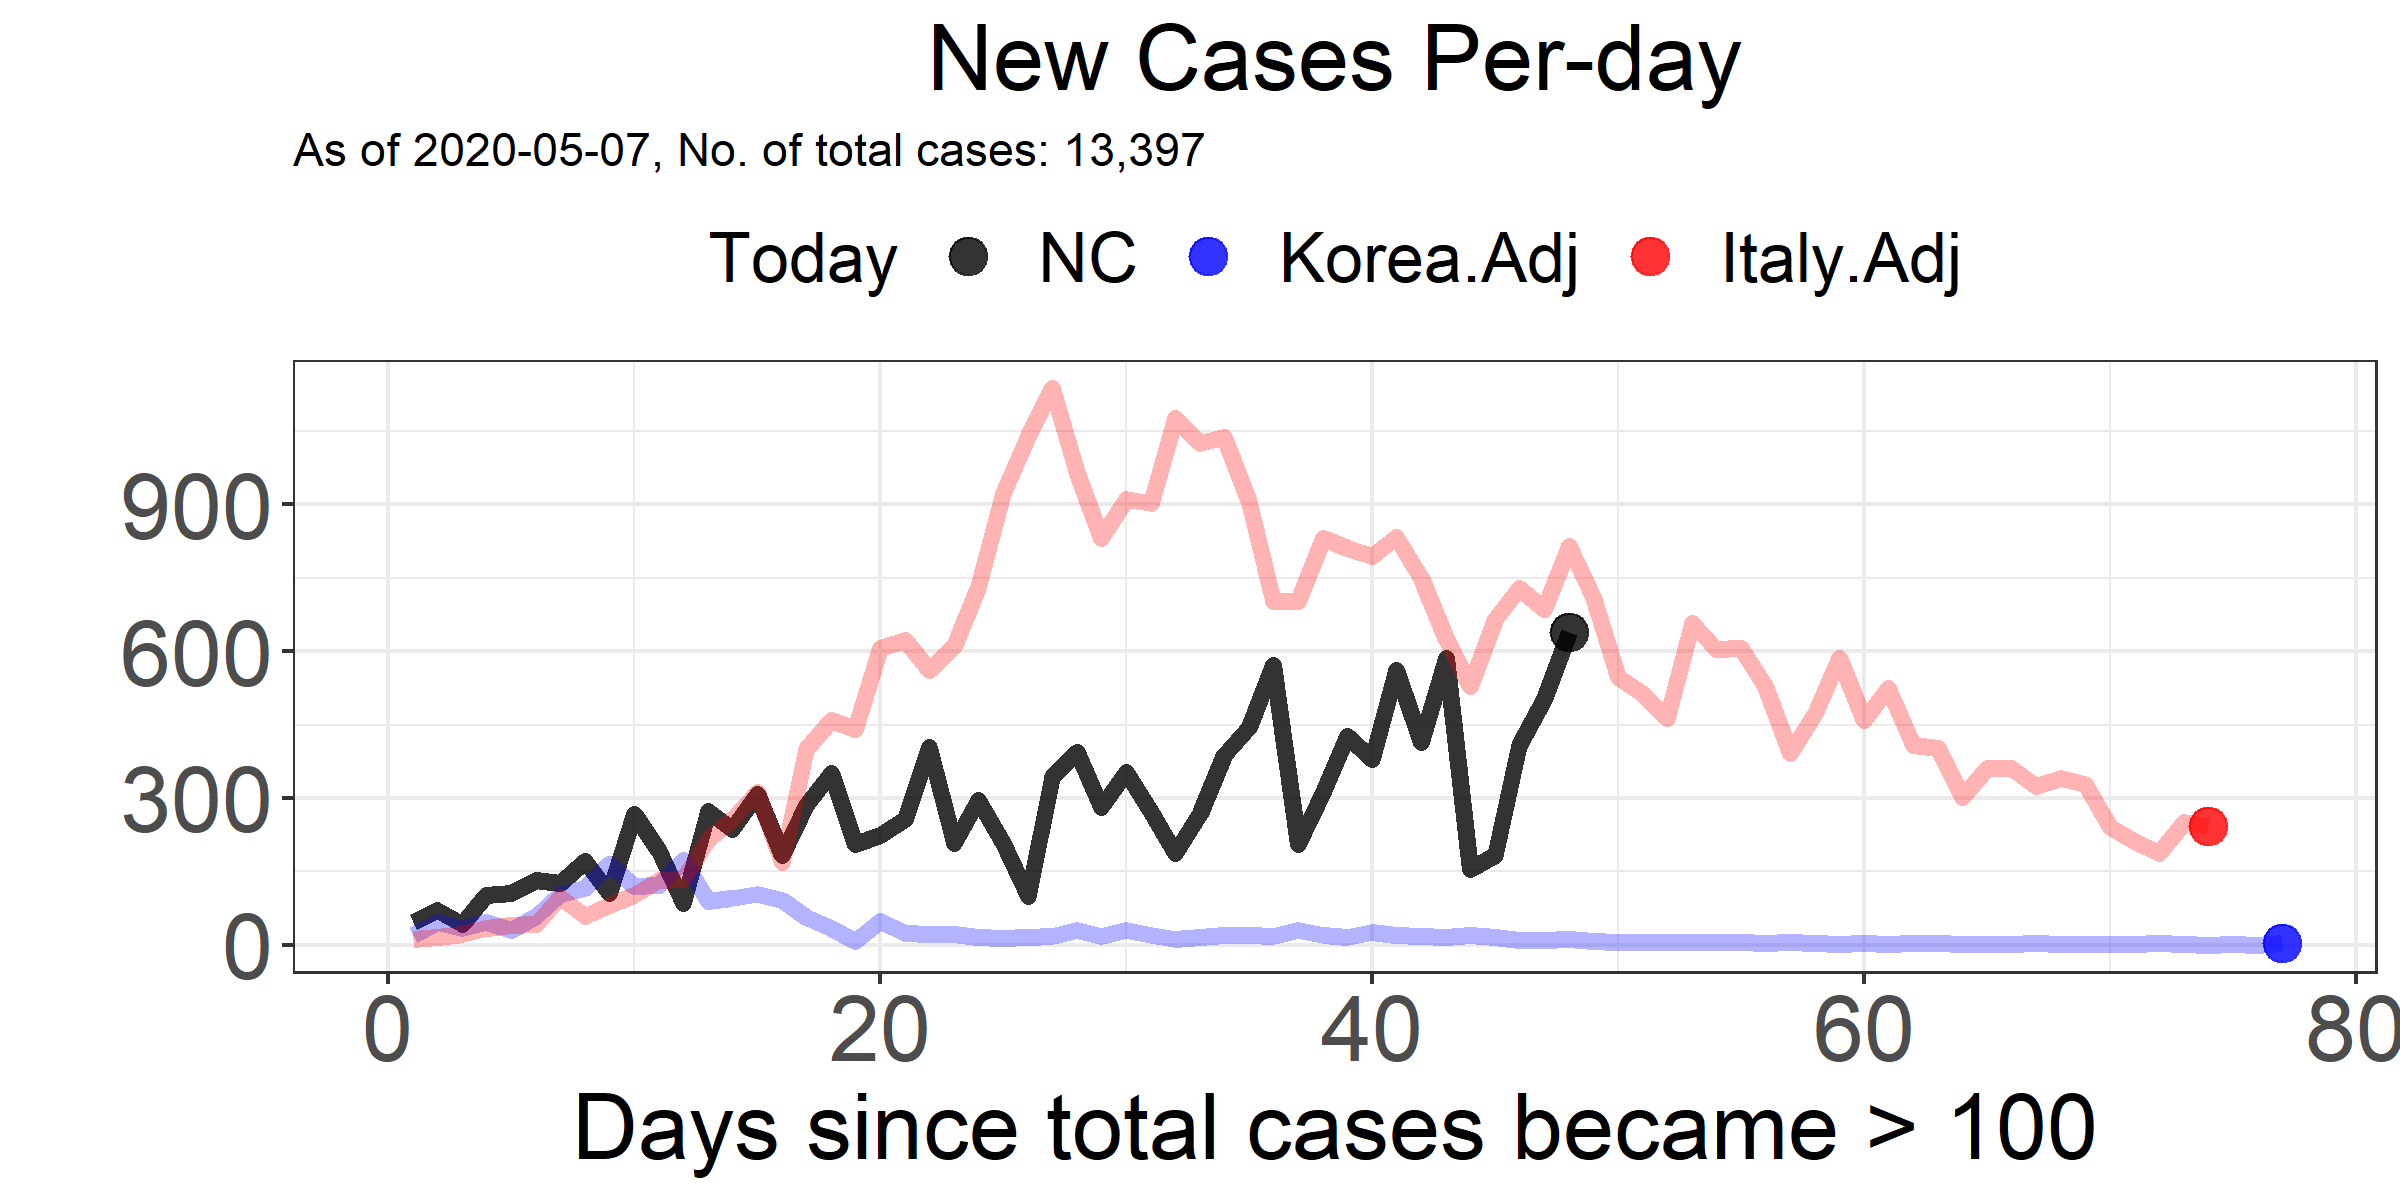 New Cases Per-day
As of 2020-05-07, No. of total cases: 13,397
Today NC Korea.Adj Italy.Adj
900
600
300
0
0 20 40 60 80
Days since total cases became > 100